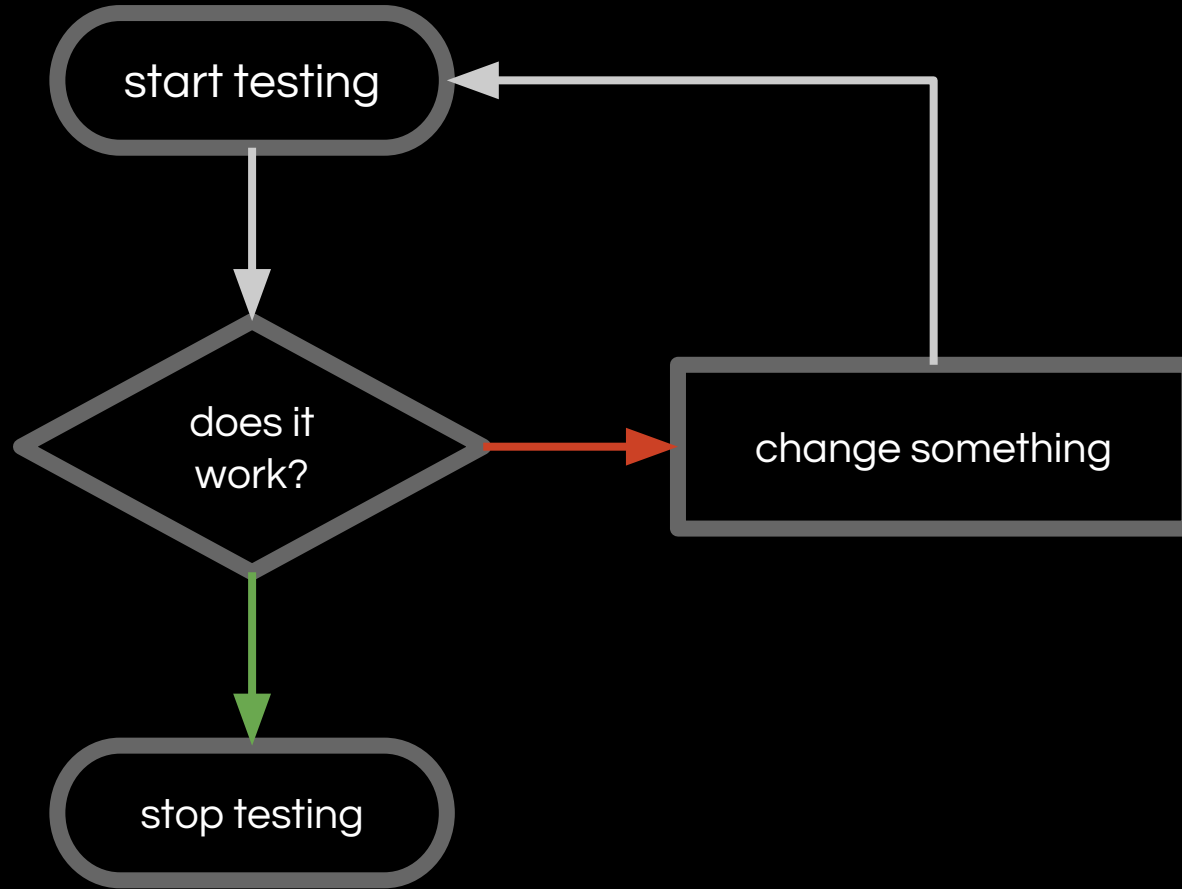 start testing
does it
work?
change something
stop testing